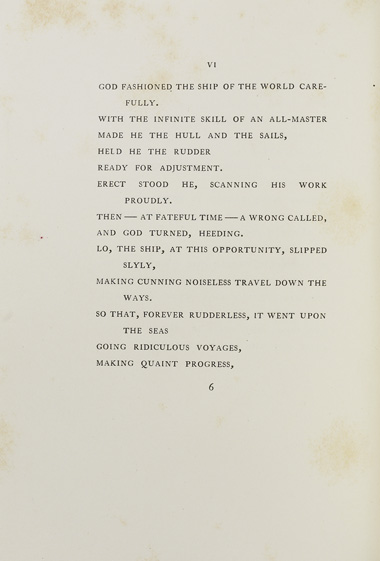 VI
GOD FASHIONED THE SHIP OF THE WORLD CARE-
FULLY.
WITH THE INFINITE SKILL OF AN ALL-MASTER
MADE HE THE HULL AND THE SAILS,
HELD HE THE RUDDER
READY FOR ADJUSTMENT.
ERECT STOOD HE, SCANNING HIS WORK
PROUDLY.
THEN — AT FATEFUL TIME — A WRONG CALLED,
AND GOD TURNED, HEEDING.
LO, THE SHIP, AT THIS OPPORTUNITY, SLIPPED
SLYLY,
MAKING CUNNING NOISELESS TRAVEL DOWN THE
WAYS.
SO THAT, FOREVER RUDDERLESS, IT WENT UPON
THE SEAS
GOING RIDICULOUS VOYAGES,
MAKING QUAINT PROGRESS,
6